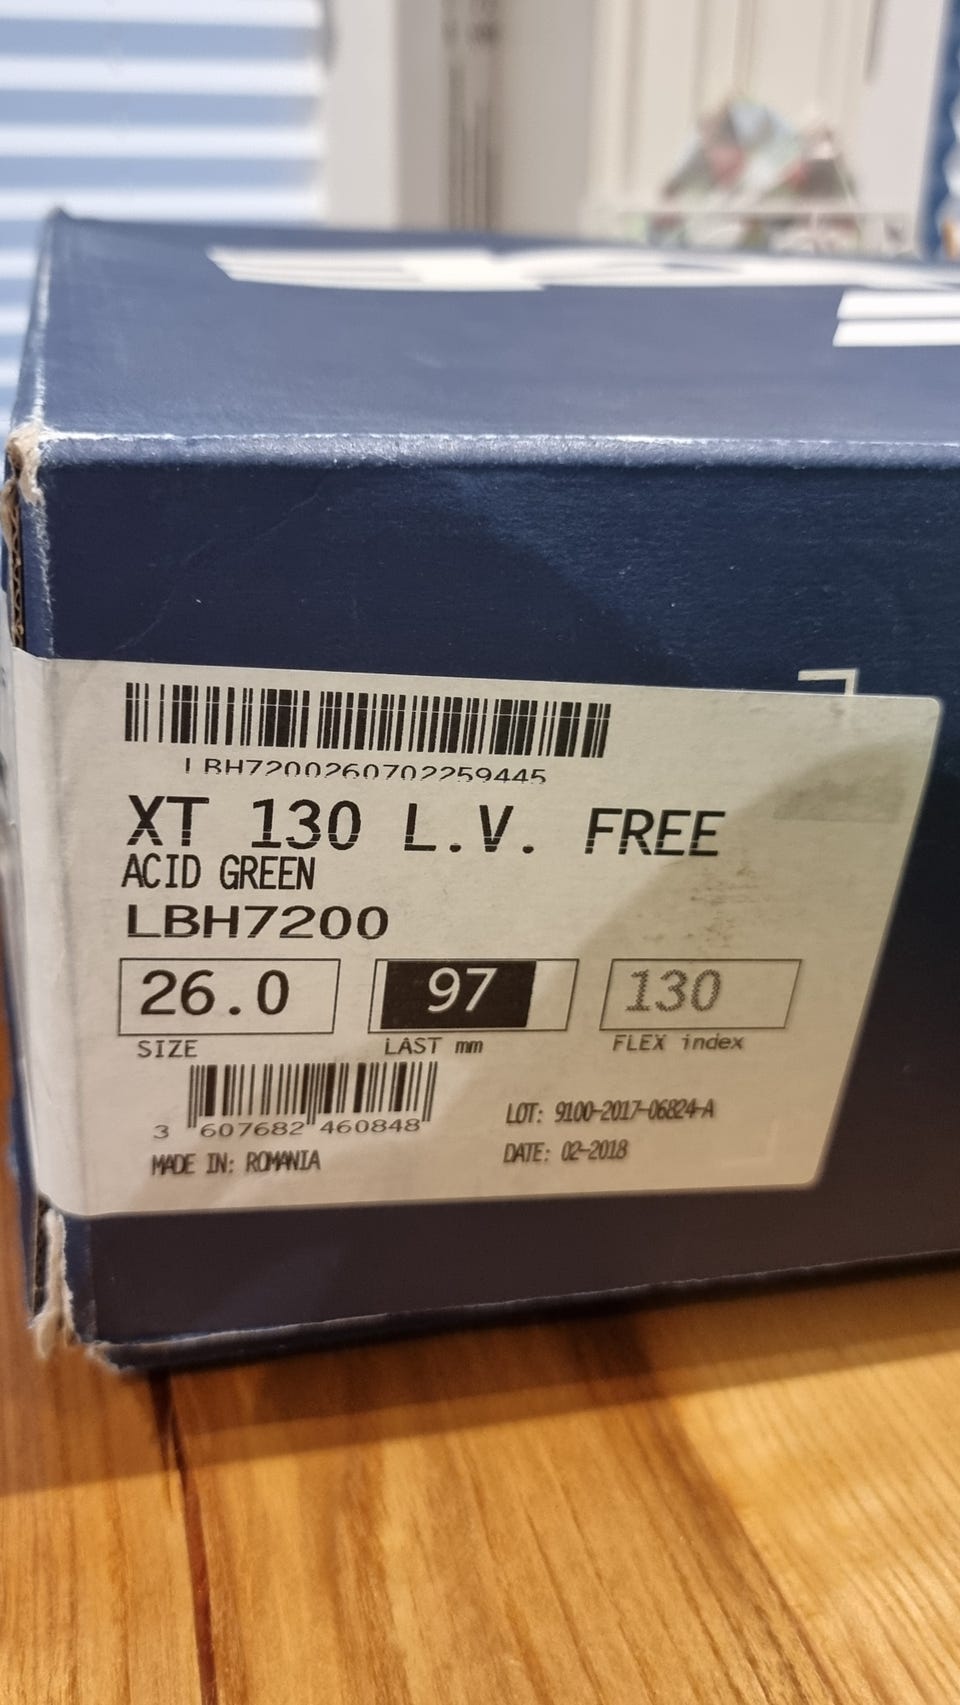 LBH7200260702259445
XT 130 L.V. FREE
ACID GREEN
LBH7200
26.0 97 130
SIZE LAST mm FLEX index
3 607682 460848
LOT: 9100-2017-06824-A
MADE IN: ROMANIA
DATE: 02-2018